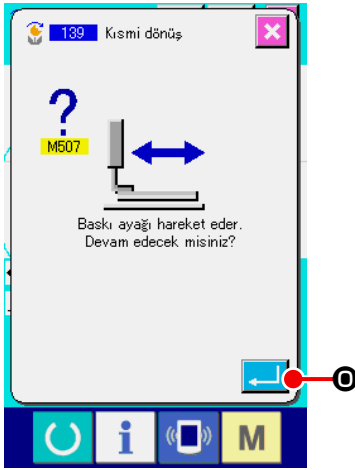 139 Kısmi dönüş
?
M507
Baskı ayağı hareket eder.
Devam edecek misiniz?
O
i
M